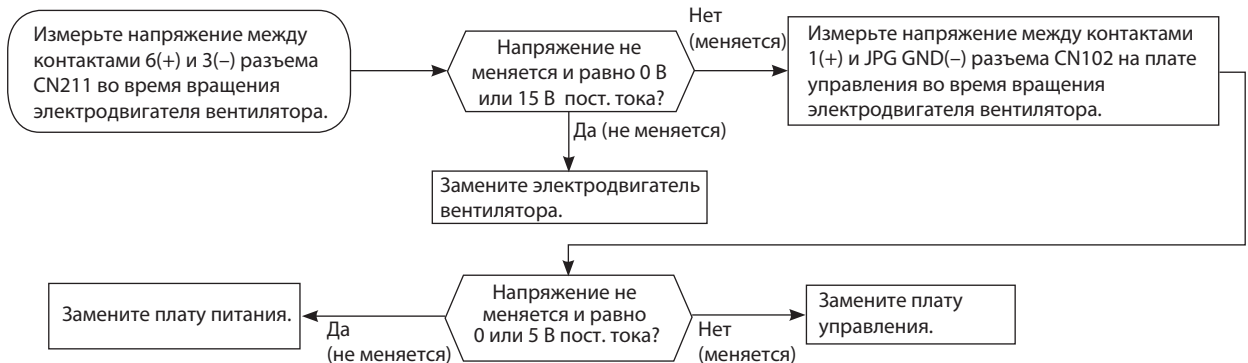 Измерьте напряжение между
контактами 6(+) и 3(–) разъема
CN211 во время вращения
электродвигателя вентилятора.
Напряжение не
меняется и равно 0 В
или 15 В пост. тока?
Нет
(меняется)
Измерьте напряжение между контактами
1(+) и JPG GND(–) разъема CN102 на плате
управления во время вращения
электродвигателя вентилятора.
Да (не меняется)
Замените электродвигатель
вентилятора.
Напряжение не
меняется и равно
0 или 5 В пост. тока?
Да
(не меняется)
Замените плату питания.
Нет
(меняется)
Замените плату
управления.